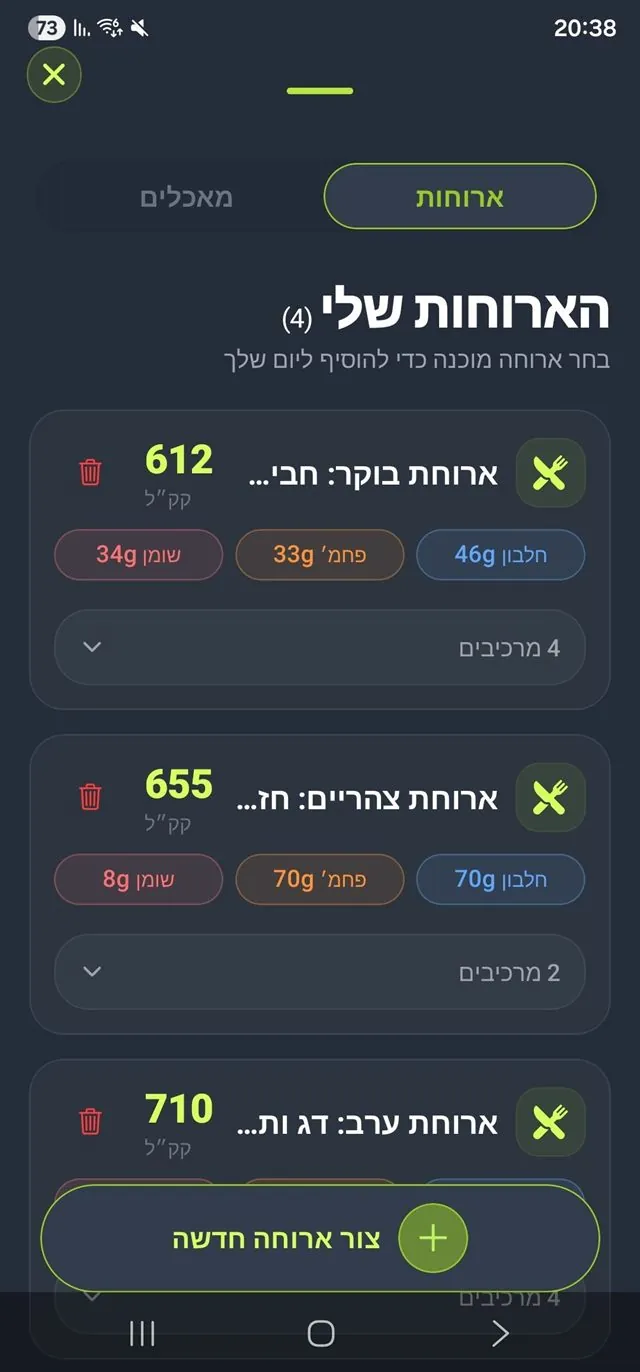 73
20:38
ארוחות
מאכלים
הארוחות שלי (4)
בחר ארוחה מוכנה כדי להוסיף ליום שלך
ארוחת בוקר: חבי...
612
קק״ל
חלבון 46g
פחמ׳ 33g
שומן 34g
4 מרכיבים
ארוחת צהריים: חז...
655
קק״ל
חלבון 70g
פחמ׳ 70g
שומן 8g
2 מרכיבים
ארוחת ערב: דג ות...
710
קק״ל
צור ארוחה חדשה
4 מרכיבים